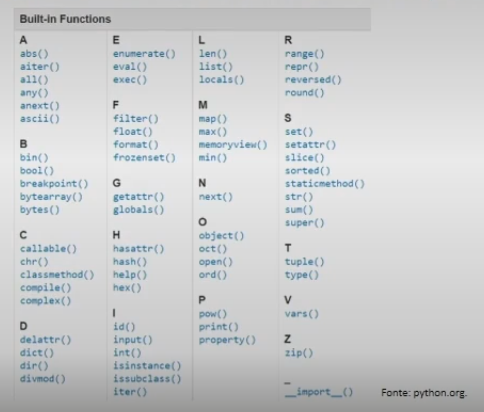 Built-in Functions
A
abs()
aiter()
all()
any()
anext()
ascii()
B
bin()
bool()
breakpoint()
bytearray()
bytes()
C
callable()
chr()
classmethod()
compile()
complex()
D
delattr()
dict()
dir()
divmod()
E
enumerate()
eval()
exec()
F
filter()
float()
format()
frozenset()
G
getattr()
globals()
H
hasattr()
hash()
help()
hex()
I
id()
input()
int()
isinstance()
issubclass()
iter()
L
len()
list()
locals()
M
map()
max()
memoryview()
min()
N
next()
O
object()
oct()
open()
ord()
P
pow()
print()
property()
R
range()
repr()
reversed()
round()
S
set()
setattr()
slice()
sorted()
staticmethod()
str()
sum()
super()
T
tuple()
type()
V
vars()
Z
zip()
_
__import__()
Fonte: python.org.